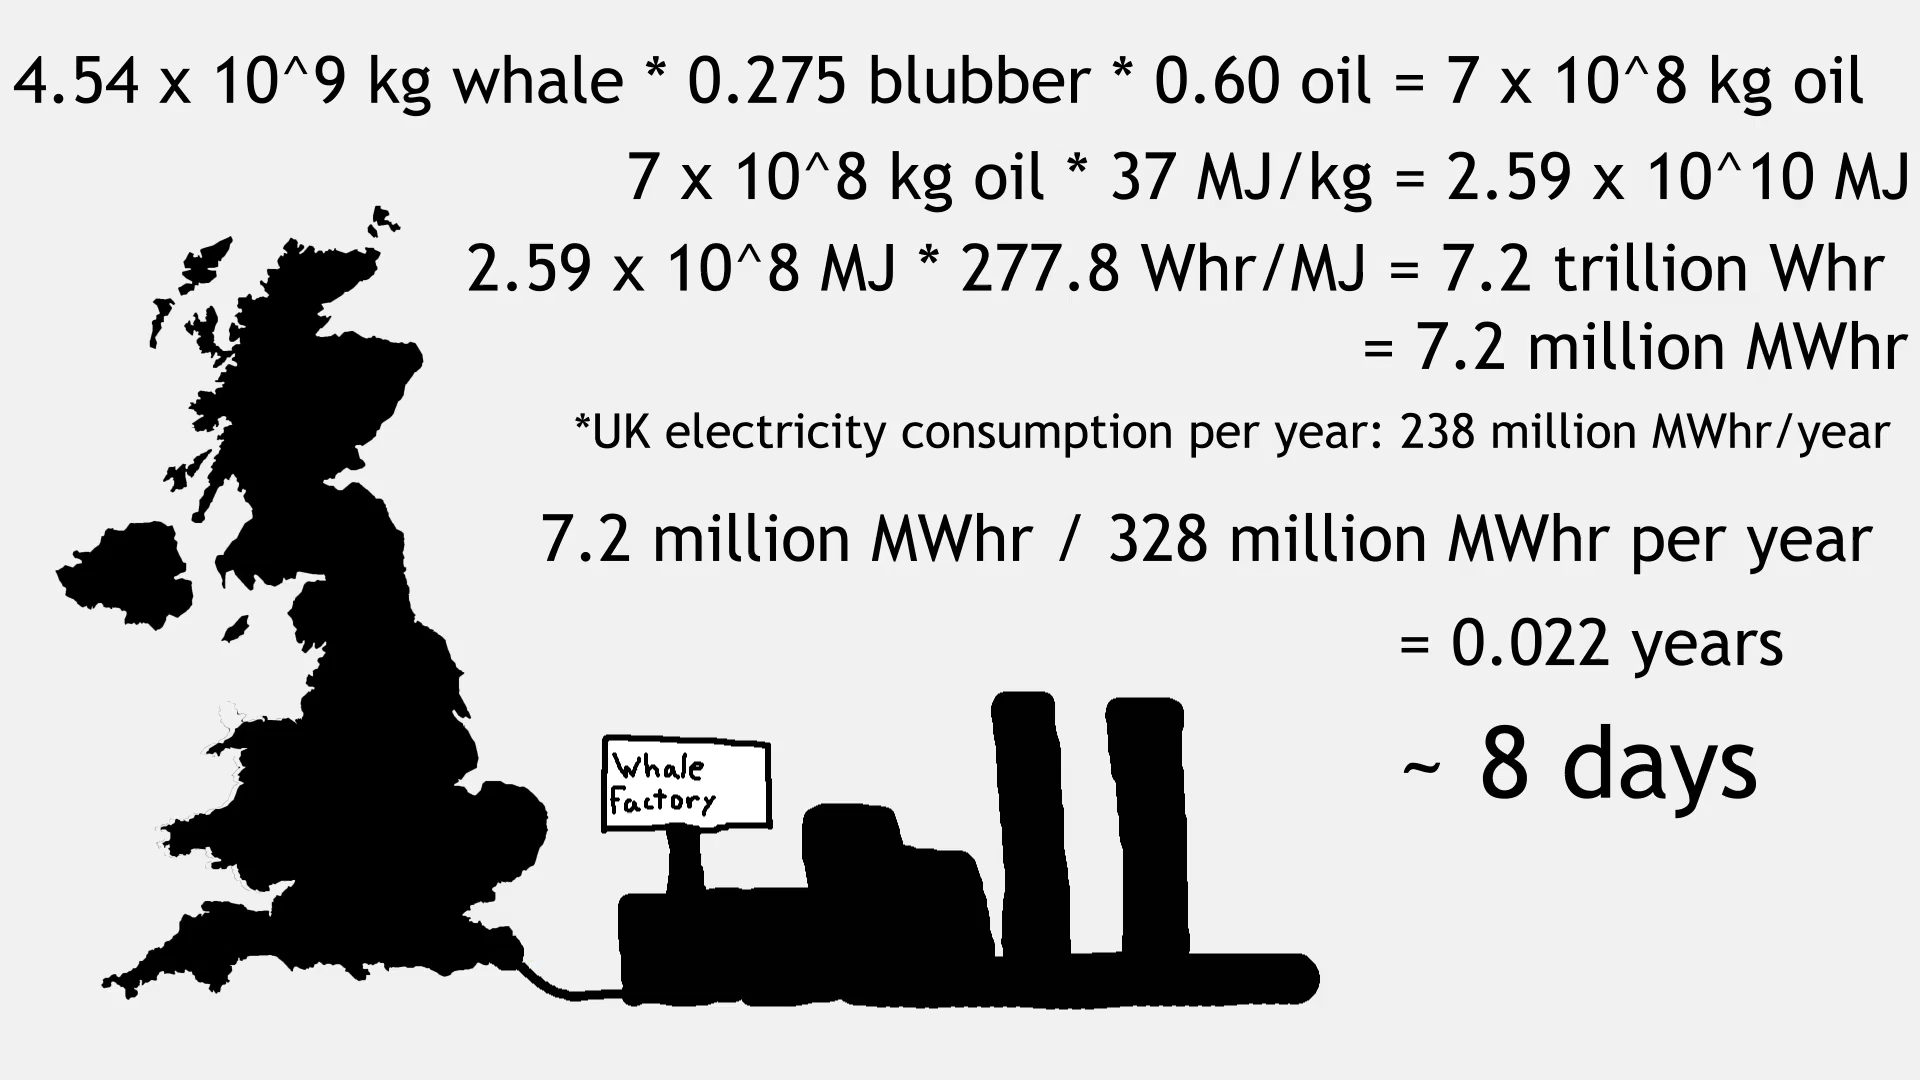 4.54 x 10^9 kg whale * 0.275 blubber * 0.60 oil = 7 x 10^8 kg oil
7 x 10^8 kg oil * 37 MJ/kg = 2.59 x 10^10 MJ
2.59 x 10^8 MJ * 277.8 Whr/MJ = 7.2 trillion Whr
= 7.2 million MWhr
*UK electricity consumption per year: 238 million MWhr/year
7.2 million MWhr / 328 million MWhr per year
= 0.022 years
~ 8 days
Whale
Factory